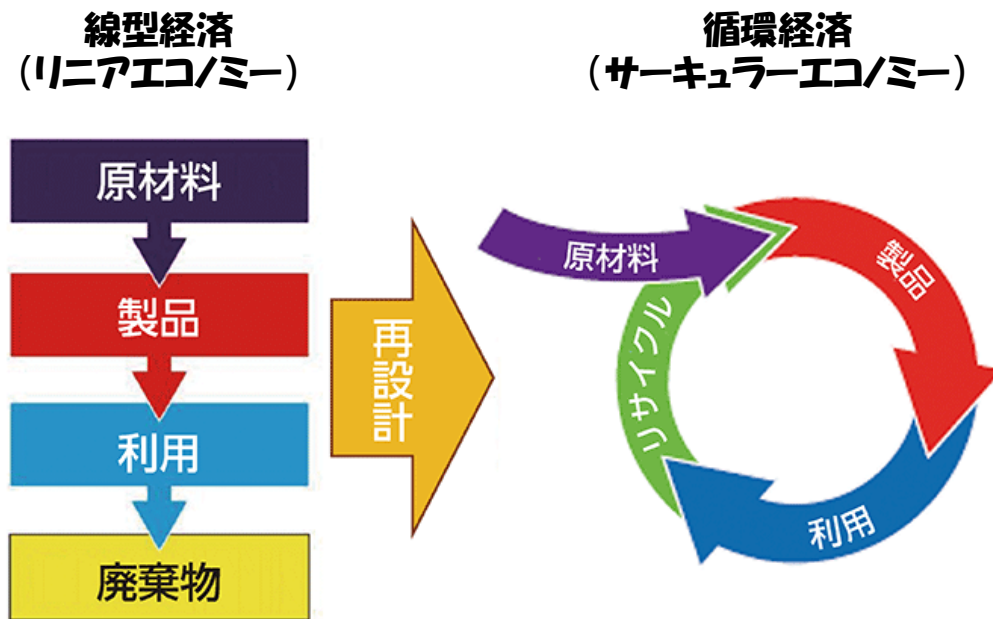 線型経済
（リニアエコノミー）
原材料
製品
利用
廃棄物
再設計
循環経済
（サーキュラーエコノミー）
原材料
製品
利用
リサイクル